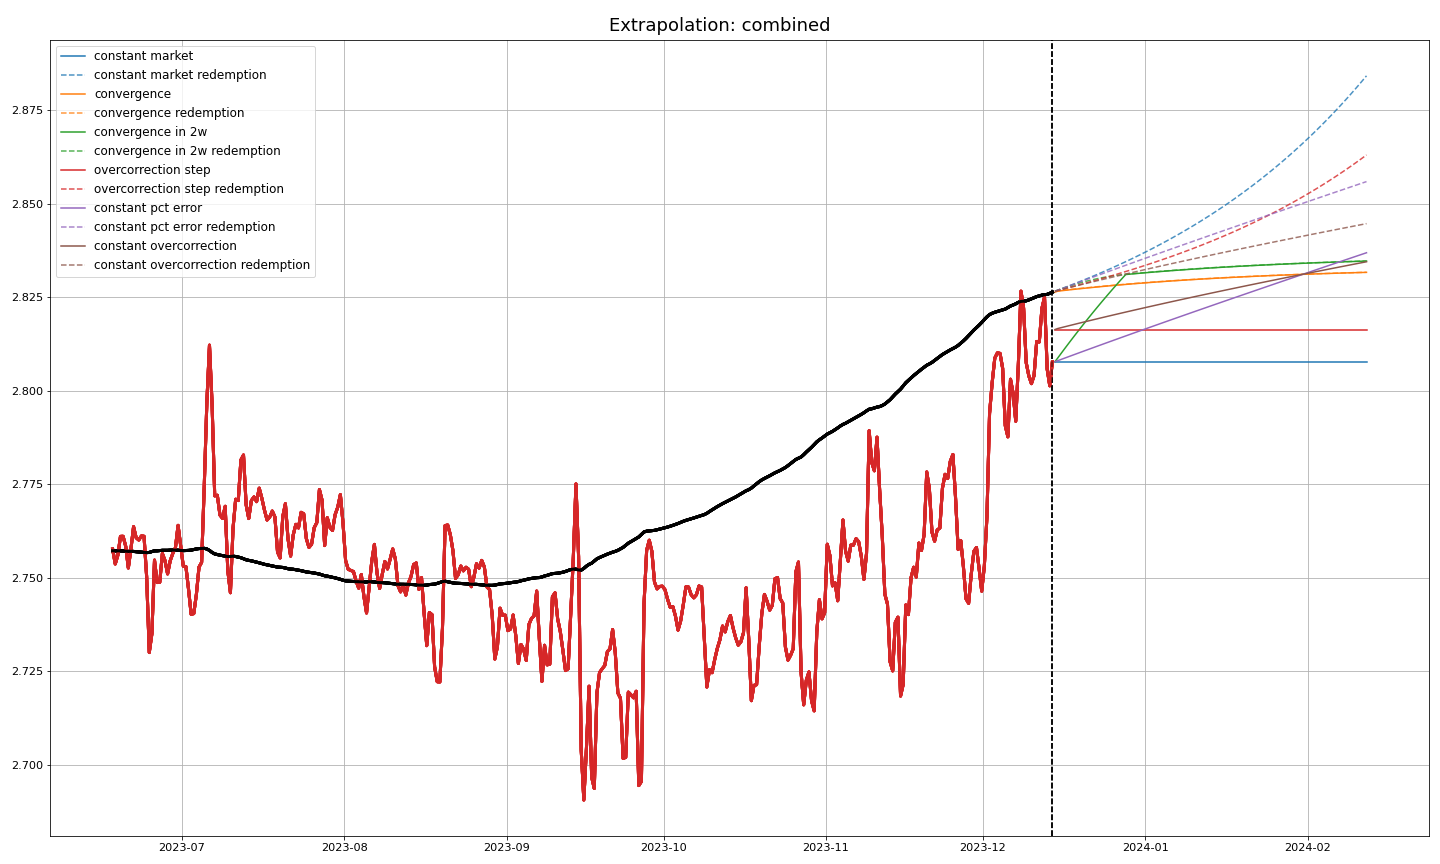 Extrapolation: combined
constant market
constant market redemption
convergence
convergence redemption
convergence in 2w
convergence in 2w redemption
overcorrection step
overcorrection step redemption
constant pct error
constant pct error redemption
constant overcorrection
constant overcorrection redemption
2.875
2.850
2.825
2.800
2.775
2.750
2.725
2.700
2023-07 2023-08 2023-09 2023-10 2023-11 2023-12 2024-01 2024-02